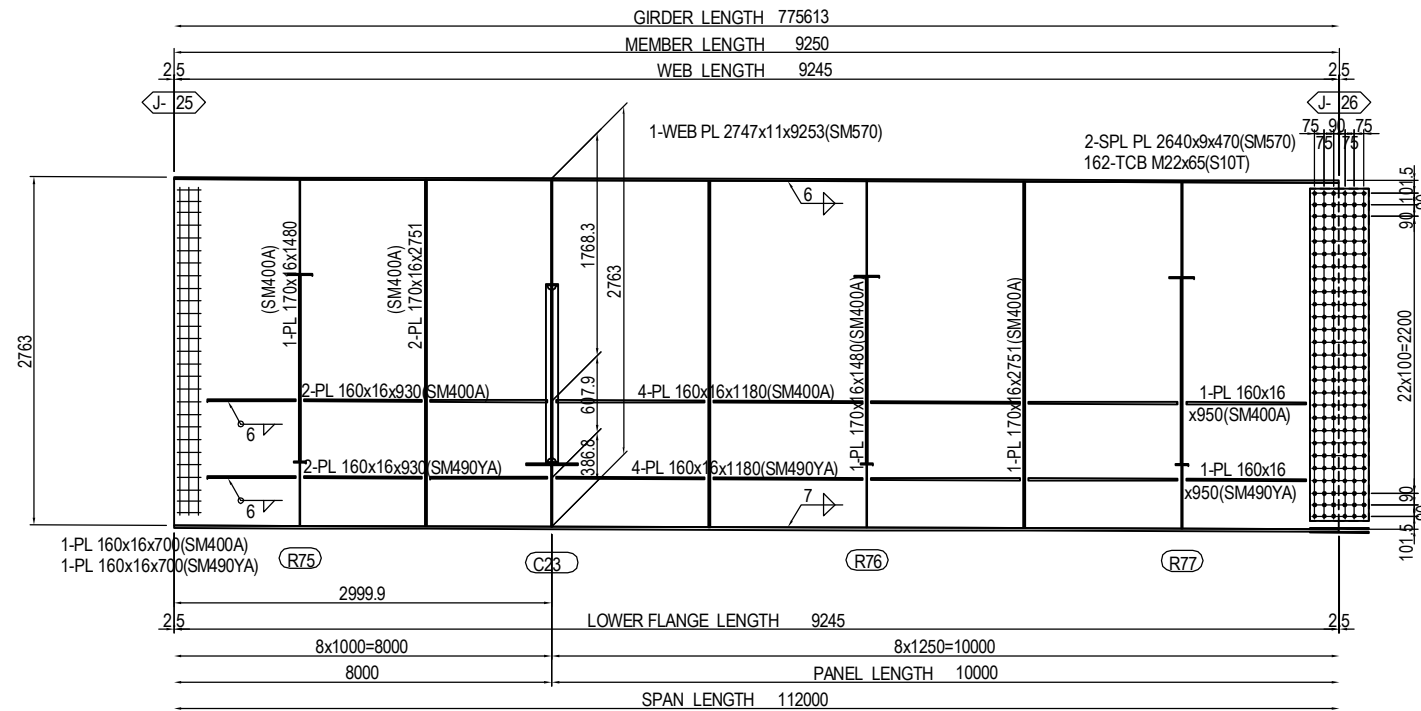 GIRDER LENGTH 775613
MEMBER LENGTH 9250
2.5
WEB LENGTH 9245
2.5
J- 25
J- 26
75 90 75
75 75
1-WEB PL 2747x11x9253(SM570)
2-SPL PL 2640x9x470(SM570)
162-TCB M22x65(S10T)
6
101.5
90
2763
(SM400A)
1-PL 170x16x1480
(SM400A)
2-PL 170x16x2751
1768.3
2763
607.9
386.8
1-PL 170x16x1480(SM400A)
1-PL 170x16x2751(SM400A)
22x100=2200
2-PL 160x16x930(SM400A)
4-PL 160x16x1180(SM400A)
1-PL 160x16
x950(SM400A)
6
2-PL 160x16x930(SM490YA)
4-PL 160x16x1180(SM490YA)
1-PL 160x16
x950(SM490YA)
6
7
90
101.5
1-PL 160x16x700(SM400A)
1-PL 160x16x700(SM490YA)
R75
C23
R76
R77
2999.9
2.5
LOWER FLANGE LENGTH 9245
2.5
8x1000=8000
8x1250=10000
8000
PANEL LENGTH 10000
SPAN LENGTH 112000